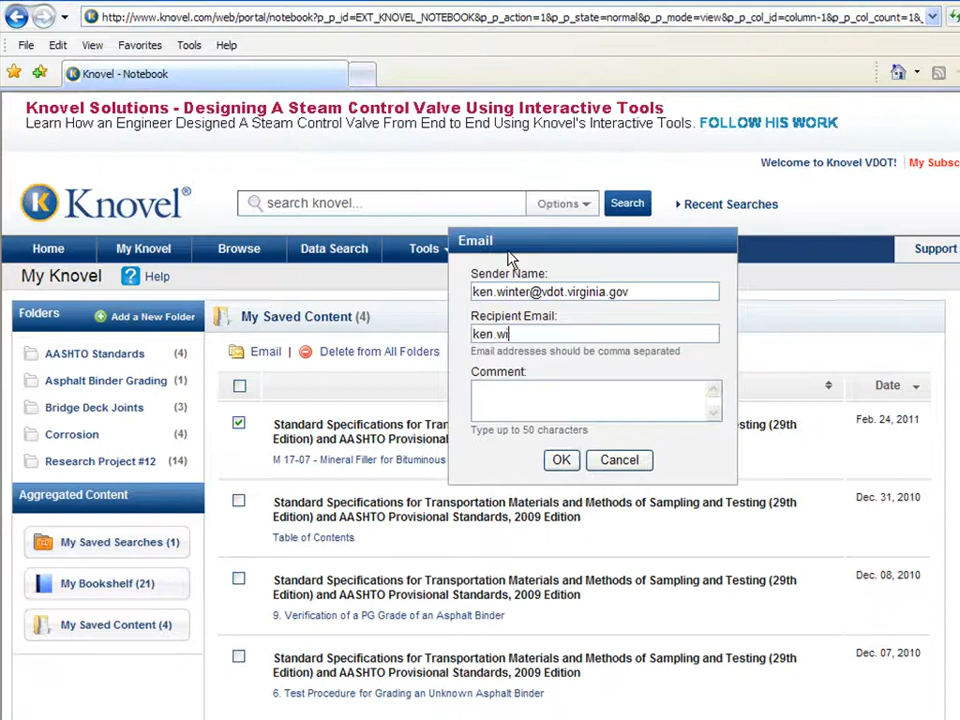 http://www.knovel.com/web/portal/notebook?p_p_id=EXT_KNOVEL_NOTEBOOK&p_p_action=1&p_p_state=normal&p_p_mode=view&p_p_col_id=column-1&p_p_col_count=1&_
File Edit View Favorites Tools Help
Knovel - Notebook
Knovel Solutions - Designing A Steam Control Valve Using Interactive Tools
Learn How an Engineer Designed A Steam Control Valve From End to End Using Knovel's Interactive Tools. FOLLOW HIS WORK
Welcome to Knovel VDOT! | My Subsc
K Knovel® search knovel... Options Search Recent Searches
Home My Knovel Browse Data Search Tools Support
My Knovel ? Help
Email
Sender Name:
ken.winter@vdot.virginia.gov
Recipient Email:
ken.wi
Email addresses should be comma separated
Comment:
Type up to 50 characters
OK Cancel
Folders Add a New Folder
AASHTO Standards (4)
Asphalt Binder Grading (1)
Bridge Deck Joints (3)
Corrosion (4)
Research Project #12 (14)
Aggregated Content
My Saved Searches (1)
My Bookshelf (21)
My Saved Content (4)
My Saved Content (4)
Email | Delete from All Folders
Date
Standard Specifications for Tran ting (29th Feb. 24, 2011
Edition) and AASHTO Provisional
M 17-07 - Mineral Filler for Bituminous
Standard Specifications for Transportation Materials and Methods of Sampling and Testing (29th Dec. 31, 2010
Edition) and AASHTO Provisional Standards, 2009 Edition
Table of Contents
Standard Specifications for Transportation Materials and Methods of Sampling and Testing (29th Dec. 08, 2010
Edition) and AASHTO Provisional Standards, 2009 Edition
9. Verification of a PG Grade of an Asphalt Binder
Standard Specifications for Transportation Materials and Methods of Sampling and Testing (29th Dec. 07, 2010
Edition) and AASHTO Provisional Standards, 2009 Edition
6. Test Procedure for Grading an Unknown Asphalt Binder